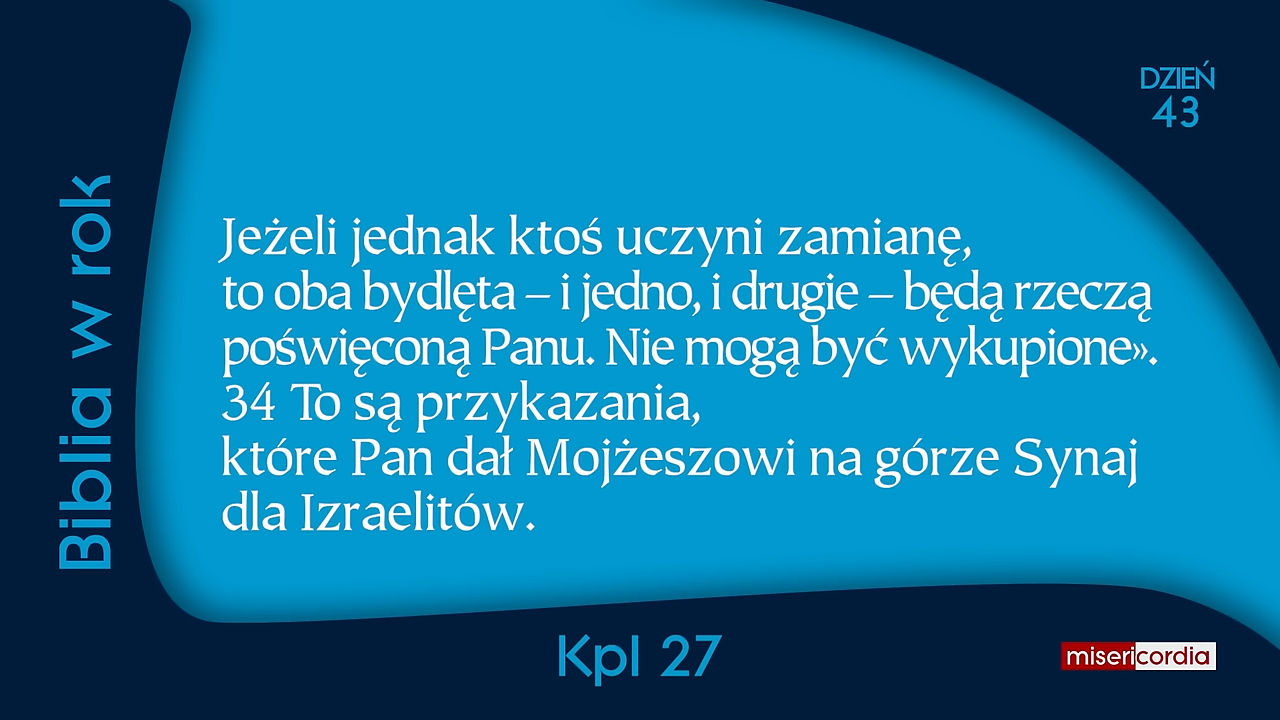 DZIEŃ
43
Biblia w rok
Jeżeli jednak ktoś uczyni zamianę,
to oba bydlęta – i jedno, i drugie – będą rzeczą
poświęconą Panu. Nie mogą być wykupione».
34 To są przykazania,
które Pan dał Mojżeszowi na górze Synaj
dla Izraelitów.
Kpl 27
misericordia